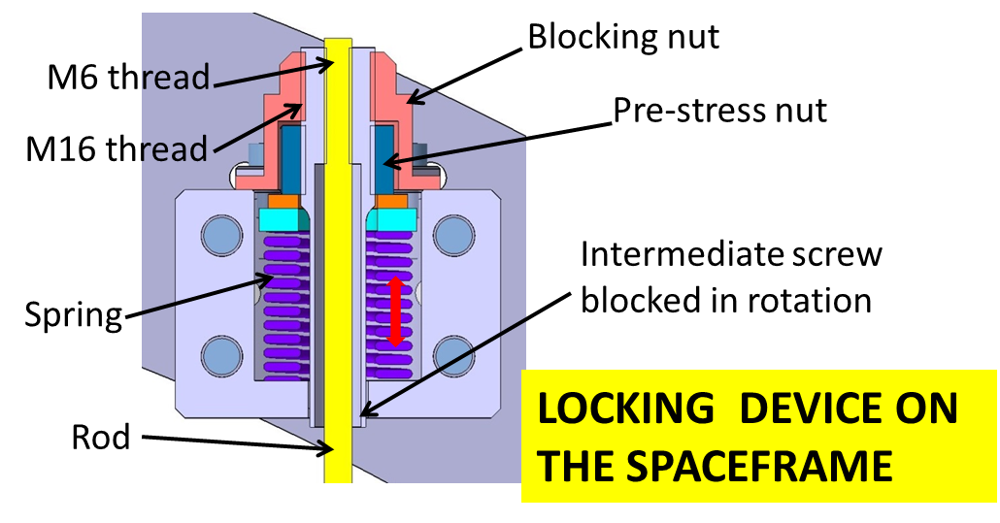 Blocking nut
M6 thread
Pre-stress nut
M16 thread
Intermediate screw
blocked in rotation
Spring
LOCKING  DEVICE ON
THE SPACEFRAME
Rod